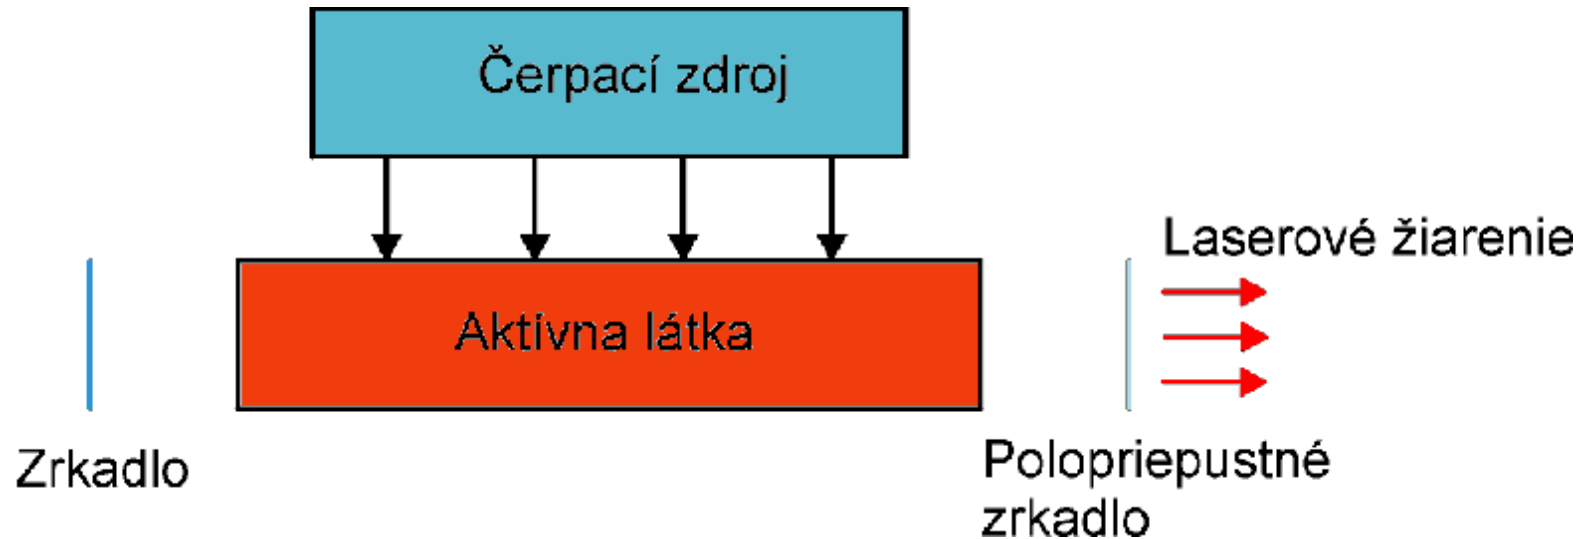 Čerpací zdroj
Laserové žiarenie
Aktívna látka
Zrkadlo
Polopriepustné
zrkadlo